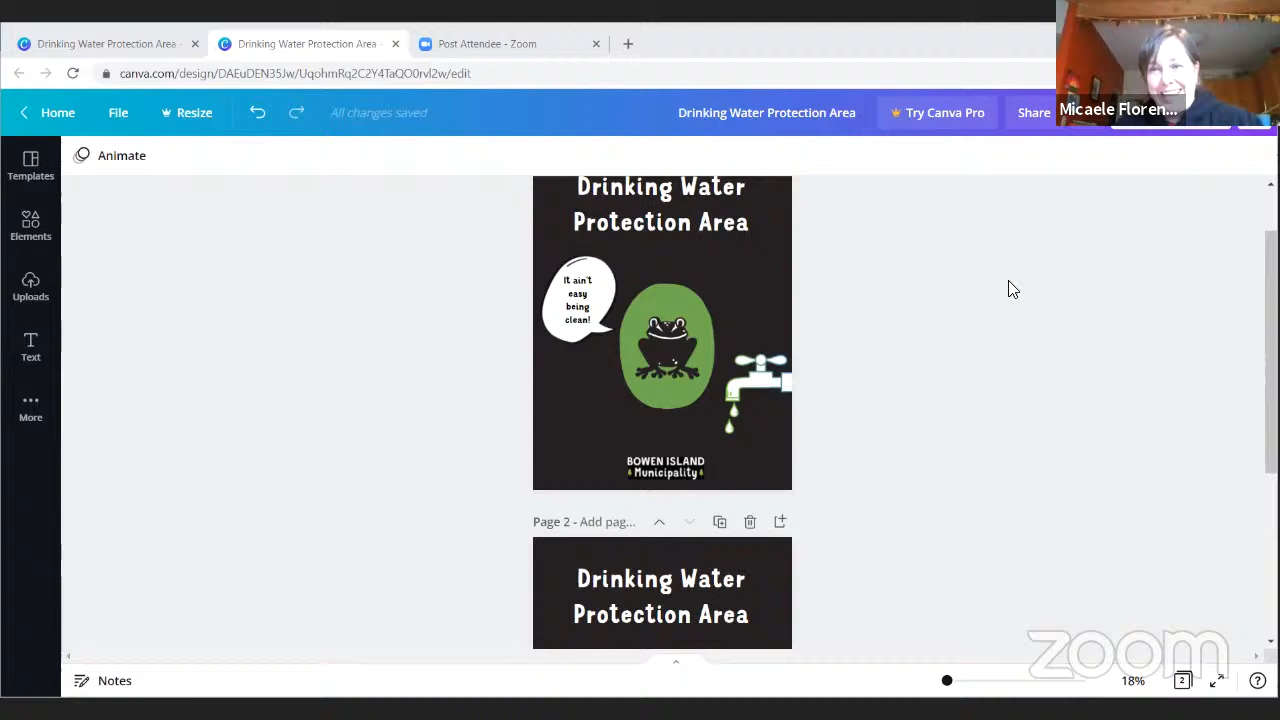 Drinking Water Protection Area
Drinking Water Protection Area -
Post Attendee - Zoom
canva.com/design/DAEuDEN35Jw/UqohmRq2C2Y4TaQO0rvl2w/edit
Home
File
Resize
All changes saved
Drinking Water Protection Area
Try Canva Pro
Share
Micaele Floren...
Templates
Elements
Uploads
Text
More
Animate
Drinking Water
Protection Area
It ain't
easy
being
clean!
BOWEN ISLAND
Municipality
Page 2 - Add pag...
Drinking Water
Protection Area
Notes
18%
2
zoom